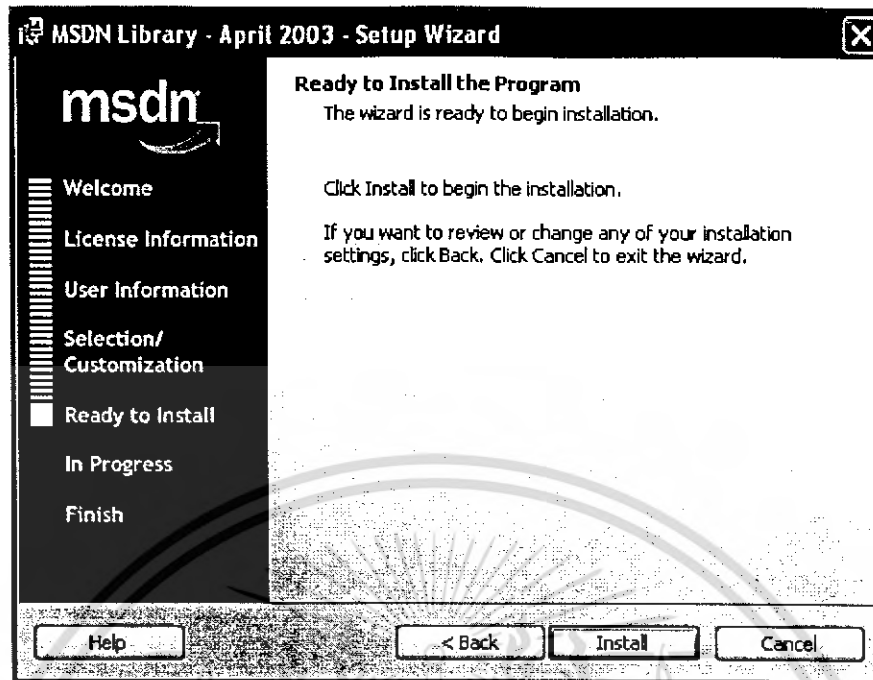 MSDN Library - April 2003 - Setup Wizard
msdn
Welcome
License Information
User Information
Selection/
Customization
Ready to Install
In Progress
Finish
Ready to Install the Program
The wizard is ready to begin installation.
Click Install to begin the installation.
If you want to review or change any of your installation
settings, click Back. Click Cancel to exit the wizard.
Help
< Back
Install
Cancel